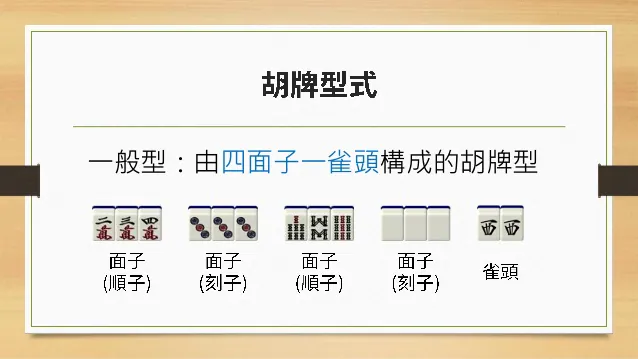 胡牌型式
一般型：由四面子一雀頭構成的胡牌型
二萬 三萬 四萬
西 西
面子 面子 面子 面子 雀頭
(順子) (刻子) (順子) (刻子)